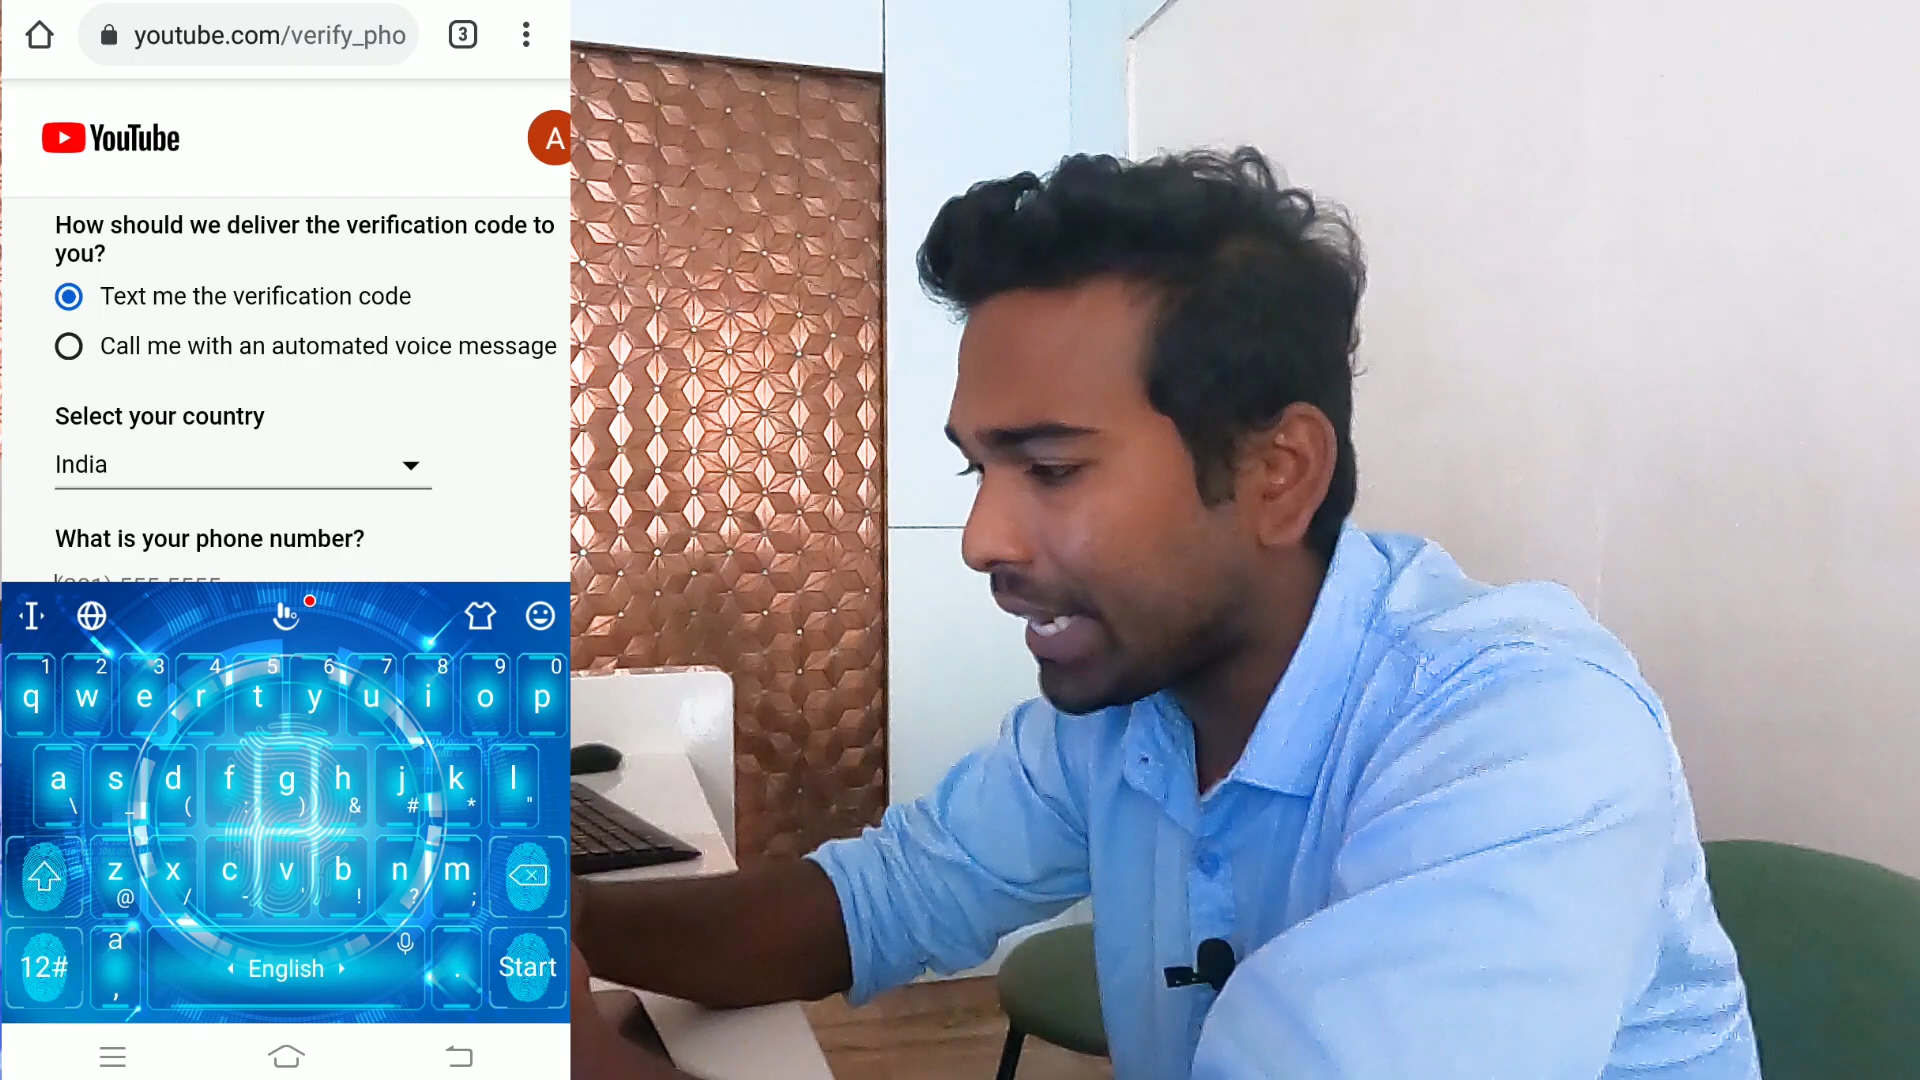 youtube.com/verify_pho
3
YouTube
A
How should we deliver the verification code to
you?
Text me the verification code
Call me with an automated voice message
Select your country
India
What is your phone number?
1 2 3 4 5 6 7 8 9 0
q w e r t y u i o p
a s d f g h j k l
\ _ ( : ) & # * "
z x c v b n m
@ / - ' ! ? ;
a
12# , English . Start